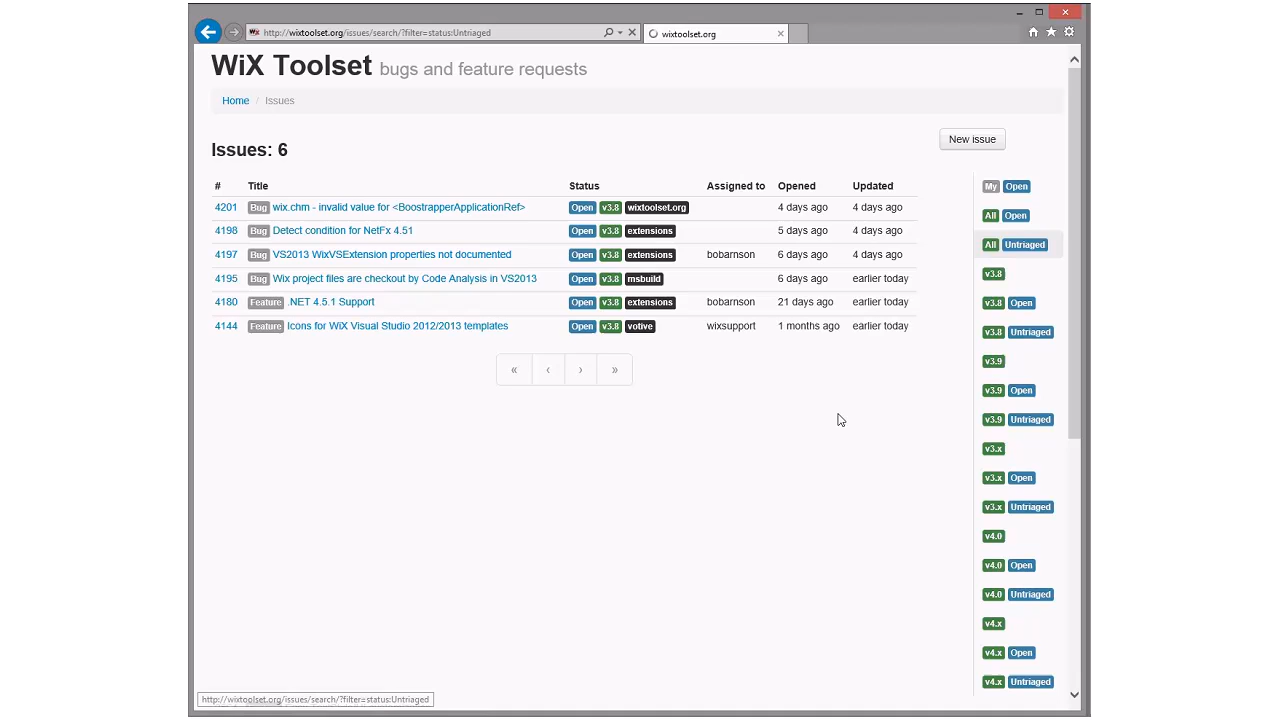 http://wixtoolset.org/issues/search/?filter=status:Untriaged
wixtoolset.org
WiX Toolset bugs and feature requests
Home / Issues
Issues: 6
New issue
# Title Status Assigned to Opened Updated
4201 Bug wix.chm - invalid value for <BoostrapperApplicationRef> Open v3.8 wixtoolset.org 4 days ago 4 days ago
4198 Bug Detect condition for NetFx 4.51 Open v3.8 extensions 5 days ago 4 days ago
4197 Bug VS2013 WixVSExtension properties not documented Open v3.8 extensions bobarnson 6 days ago 4 days ago
4195 Bug Wix project files are checkout by Code Analysis in VS2013 Open v3.8 msbuild 6 days ago earlier today
4180 Feature .NET 4.5.1 Support Open v3.8 extensions bobarnson 21 days ago earlier today
4144 Feature Icons for WiX Visual Studio 2012/2013 templates Open v3.8 votive wixsupport 1 months ago earlier today
« ‹ › »
My Open
All Open
All Untriaged
v3.8
v3.8 Open
v3.8 Untriaged
v3.9
v3.9 Open
v3.9 Untriaged
v3.x
v3.x Open
v3.x Untriaged
v4.0
v4.0 Open
v4.0 Untriaged
v4.x
v4.x Open
v4.x Untriaged
http://wixtoolset.org/issues/search/?filter=status:Untriaged